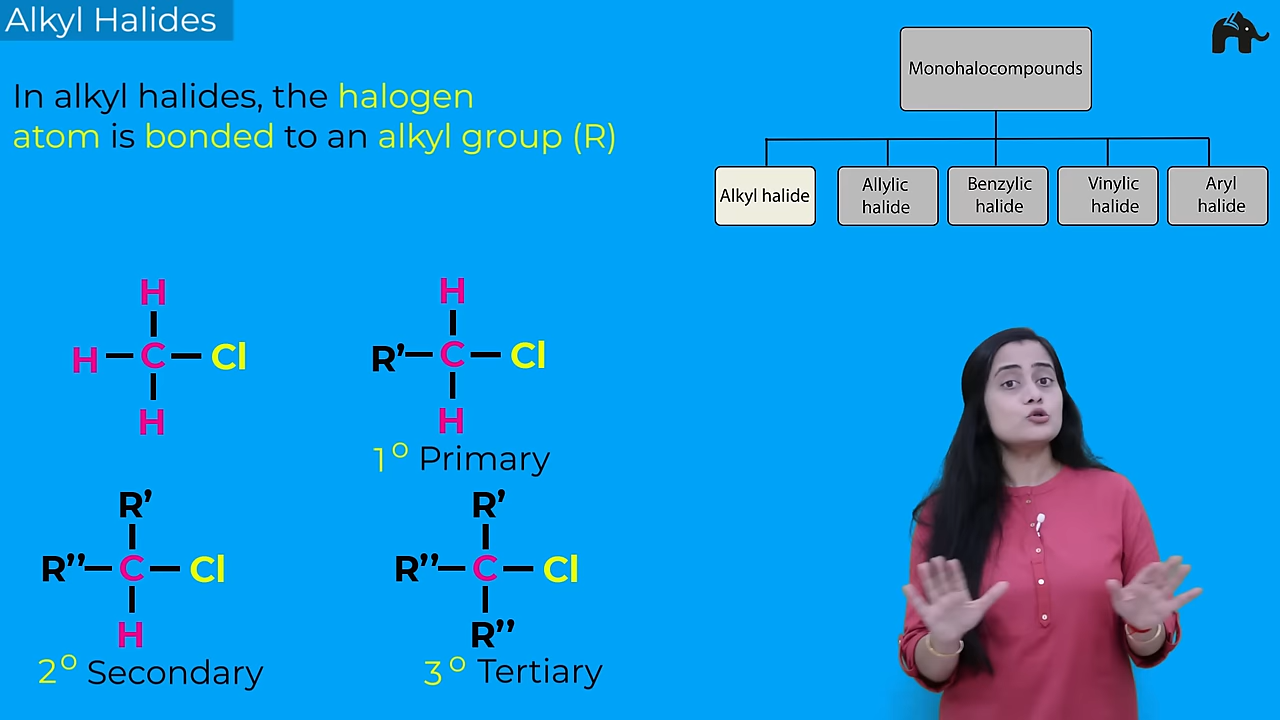 Alkyl Halides
In alkyl halides, the halogen
atom is bonded to an alkyl group (R)
Monohalocompounds
Alkyl halide
Allylic
halide
Benzylic
halide
Vinylic
halide
Aryl
halide
H
H C Cl
H
H
R’ C Cl
H
1° Primary
R’
R’’ C Cl
H
2° Secondary
R’
R’’ C Cl
R’’
3° Tertiary